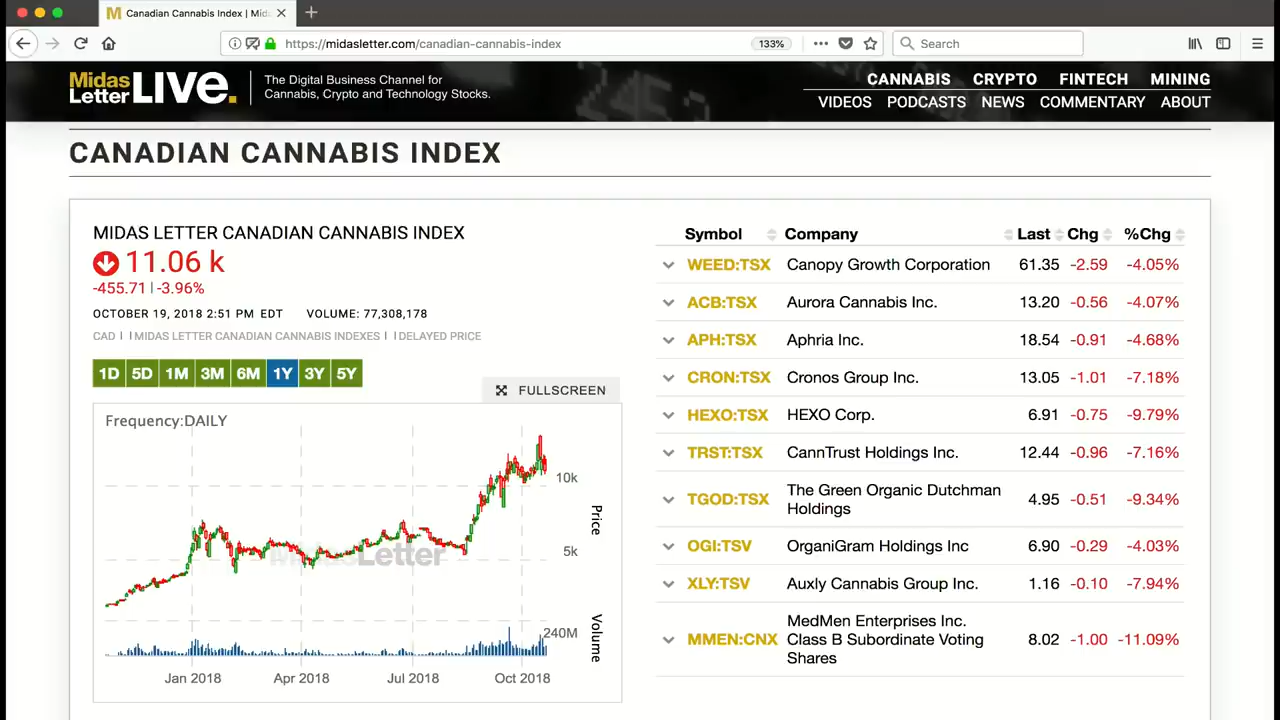 Canadian Cannabis Index | Mida
https://midasletter.com/canadian-cannabis-index
133%
Search
Midas
Letter LIVE.
The Digital Business Channel for
Cannabis, Crypto and Technology Stocks.
CANNABIS CRYPTO FINTECH MINING
VIDEOS PODCASTS NEWS COMMENTARY ABOUT
CANADIAN CANNABIS INDEX
MIDAS LETTER CANADIAN CANNABIS INDEX
11.06 k
-455.71 | -3.96%
OCTOBER 19, 2018 2:51 PM EDT VOLUME: 77,308,178
CAD | | MIDAS LETTER CANADIAN CANNABIS INDEXES | | DELAYED PRICE
1D 5D 1M 3M 6M 1Y 3Y 5Y
FULLSCREEN
Frequency:DAILY
10k
5k
Price
MidasLetter
240M
Volume
Jan 2018 Apr 2018 Jul 2018 Oct 2018
Symbol Company Last Chg %Chg
WEED:TSX Canopy Growth Corporation 61.35 -2.59 -4.05%
ACB:TSX Aurora Cannabis Inc. 13.20 -0.56 -4.07%
APH:TSX Aphria Inc. 18.54 -0.91 -4.68%
CRON:TSX Cronos Group Inc. 13.05 -1.01 -7.18%
HEXO:TSX HEXO Corp. 6.91 -0.75 -9.79%
TRST:TSX CannTrust Holdings Inc. 12.44 -0.96 -7.16%
TGOD:TSX The Green Organic Dutchman
Holdings 4.95 -0.51 -9.34%
OGI:TSV OrganiGram Holdings Inc 6.90 -0.29 -4.03%
XLY:TSV Auxly Cannabis Group Inc. 1.16 -0.10 -7.94%
MedMen Enterprises Inc.
MMEN:CNX Class B Subordinate Voting 8.02 -1.00 -11.09%
Shares